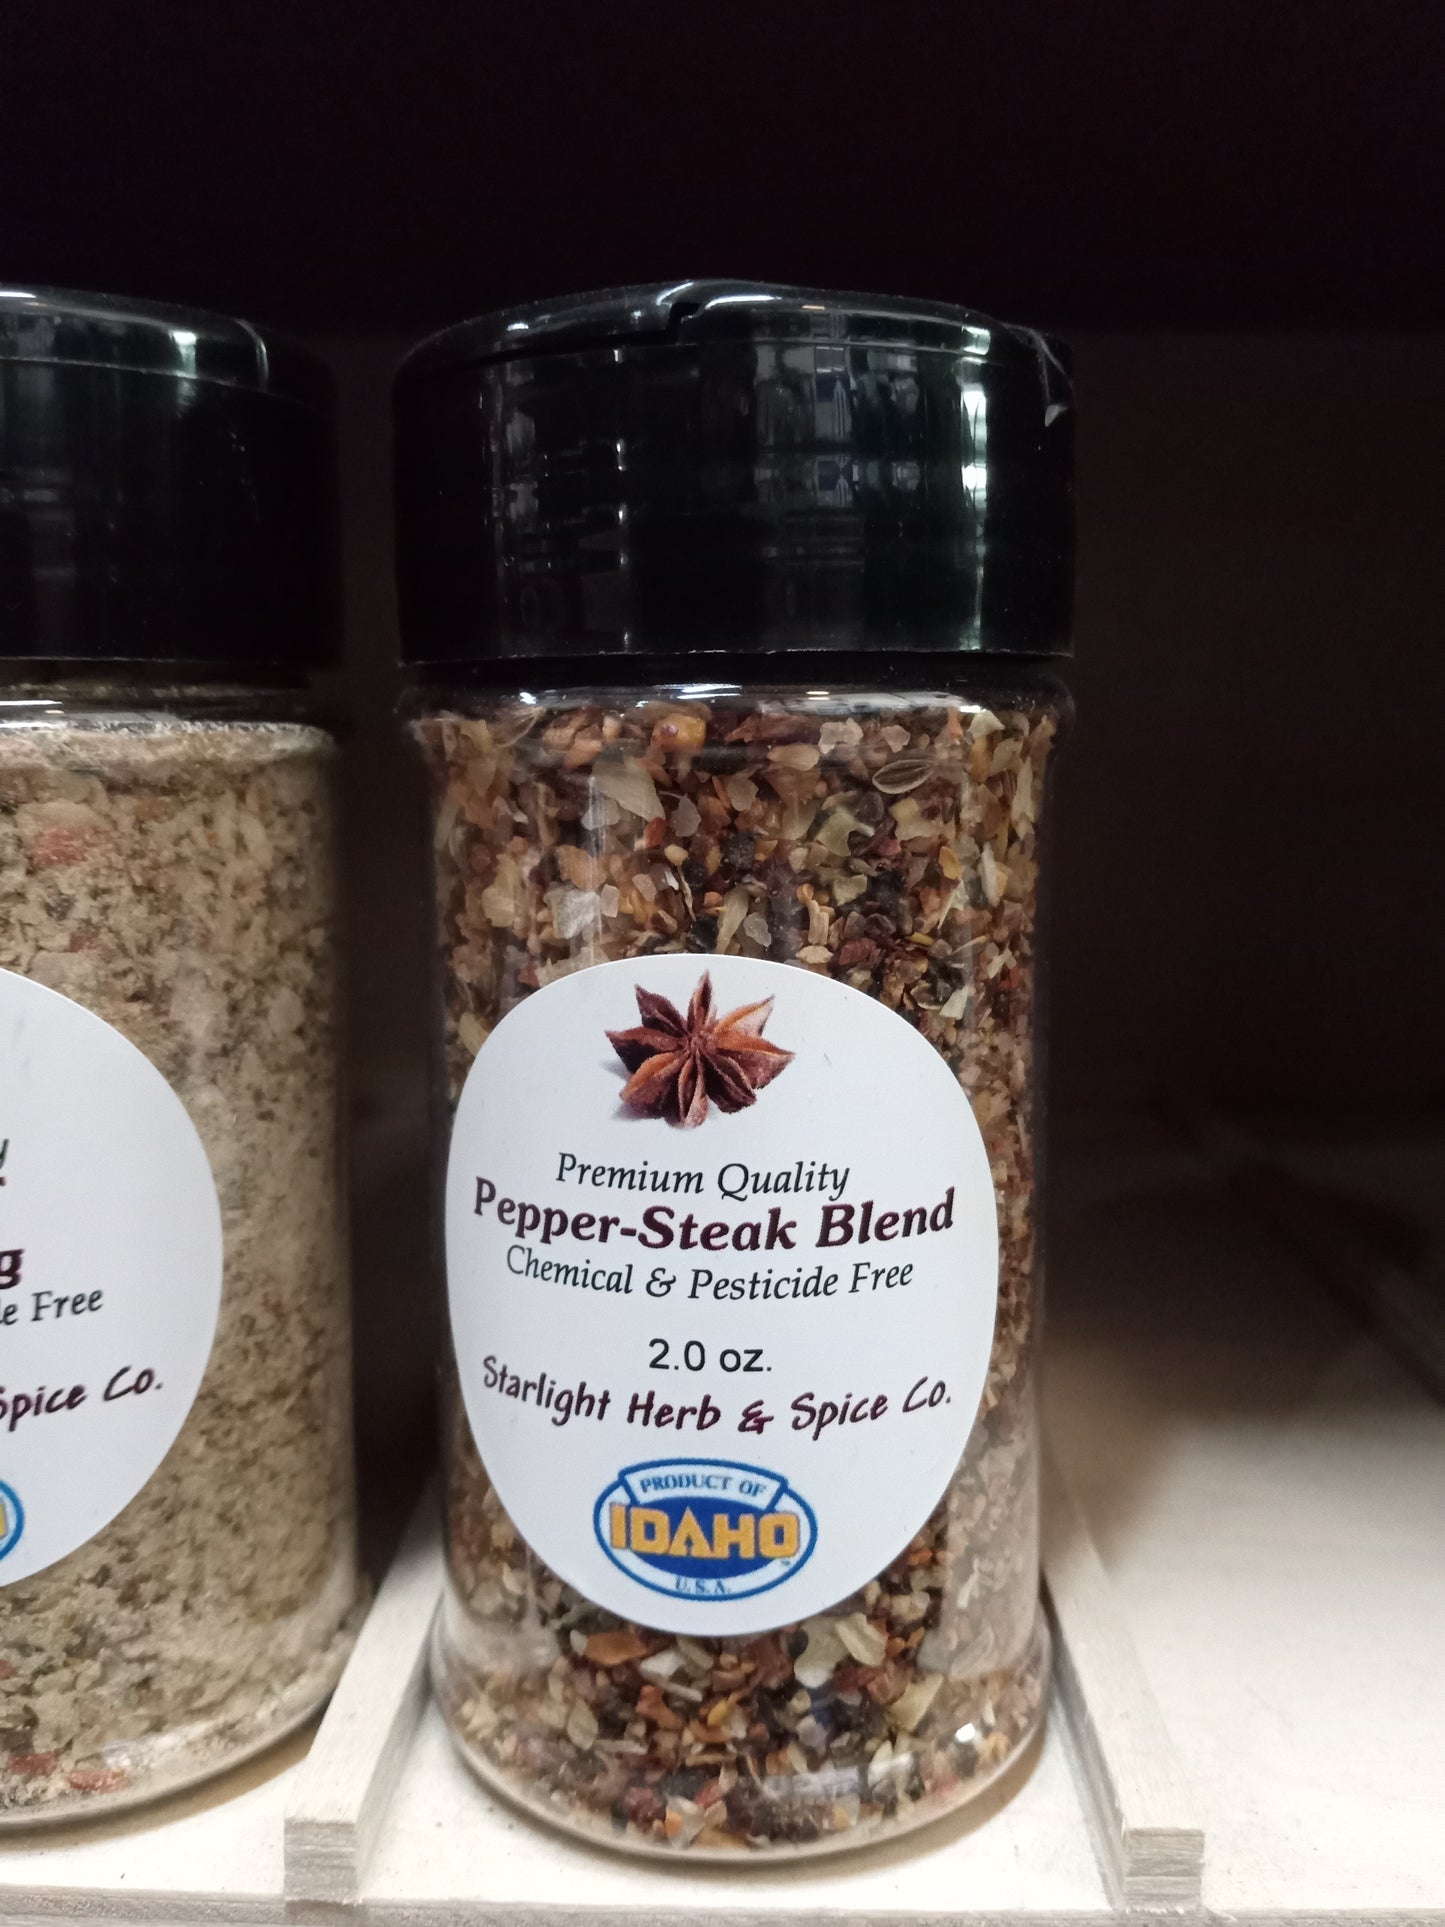 Premium Quality
Pepper-Steak Blend
Chemical & Pesticide Free
2.0 oz.
Starlight Herb & Spice Co.
PRODUCT OF
IDAHO
U.S.A.
g
e Free
Spice Co.